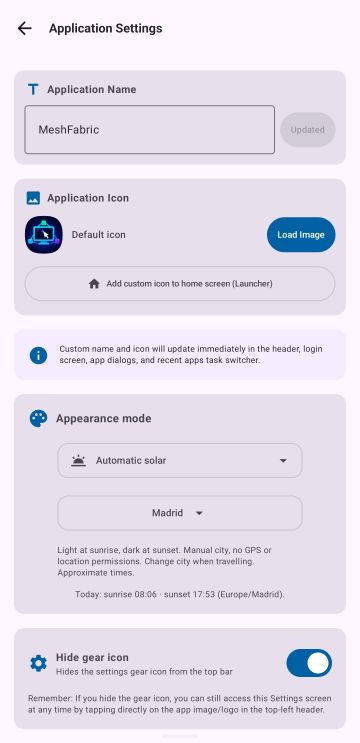 Application Settings
Application Name
MeshFabric
Updated
Application Icon
Default icon
Load Image
Add custom icon to home screen (Launcher)
Custom name and icon will update immediately in the header, login
screen, app dialogs, and recent apps task switcher.
Appearance mode
Automatic solar
Madrid
Light at sunrise, dark at sunset. Manual city, no GPS or
location permissions. Change city when travelling.
Approximate times.
Today: sunrise 08:06 · sunset 17:53 (Europe/Madrid).
Hide gear icon
Hides the settings gear icon from the top bar
Remember: If you hide the gear icon, you can still access this Settings screen
at any time by tapping directly on the app image/logo in the top-left header.